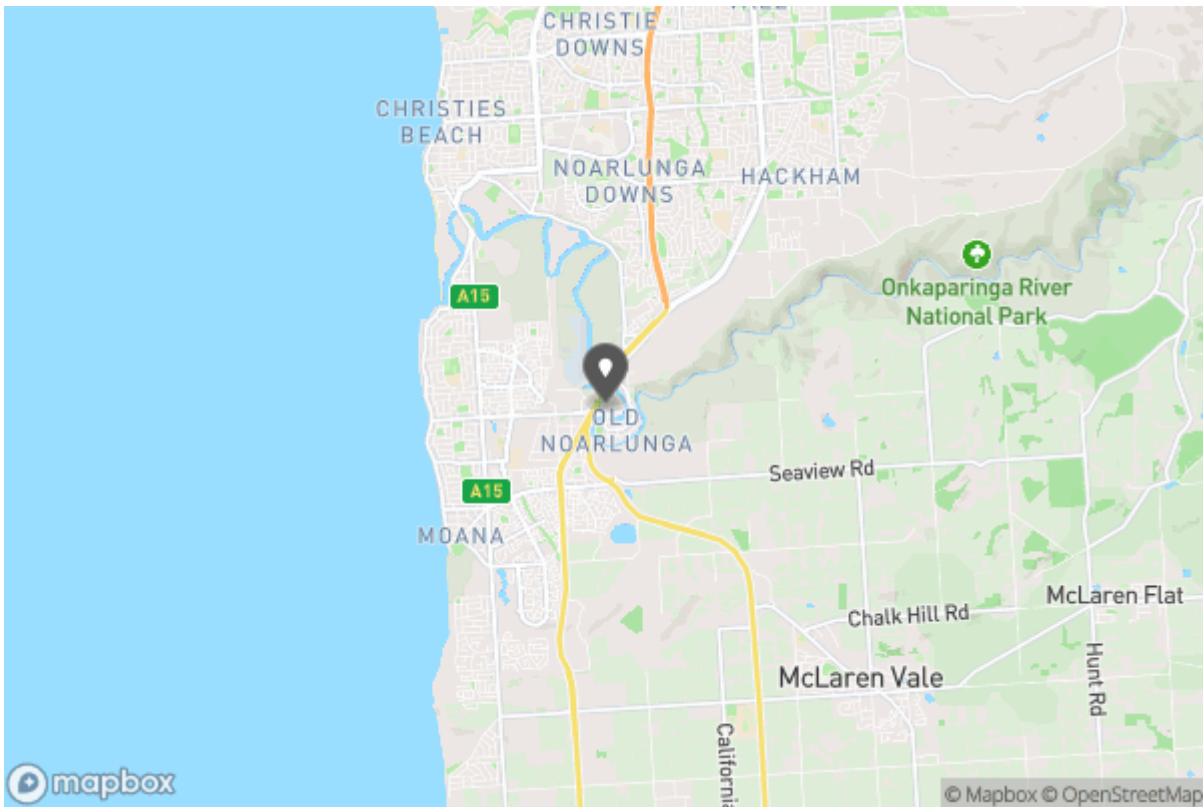 CHRISTIE
DOWNS
CHRISTIES
BEACH
NOARLUNGA
DOWNS
HACKHAM
Onkaparinga River
National Park
A15
OLD
NOARLUNGA
Seaview Rd
A15
MOANA
McLaren Flat
Chalk Hill Rd
McLaren Vale
Hunt Rd
California
mapbox
© Mapbox © OpenStreetMap